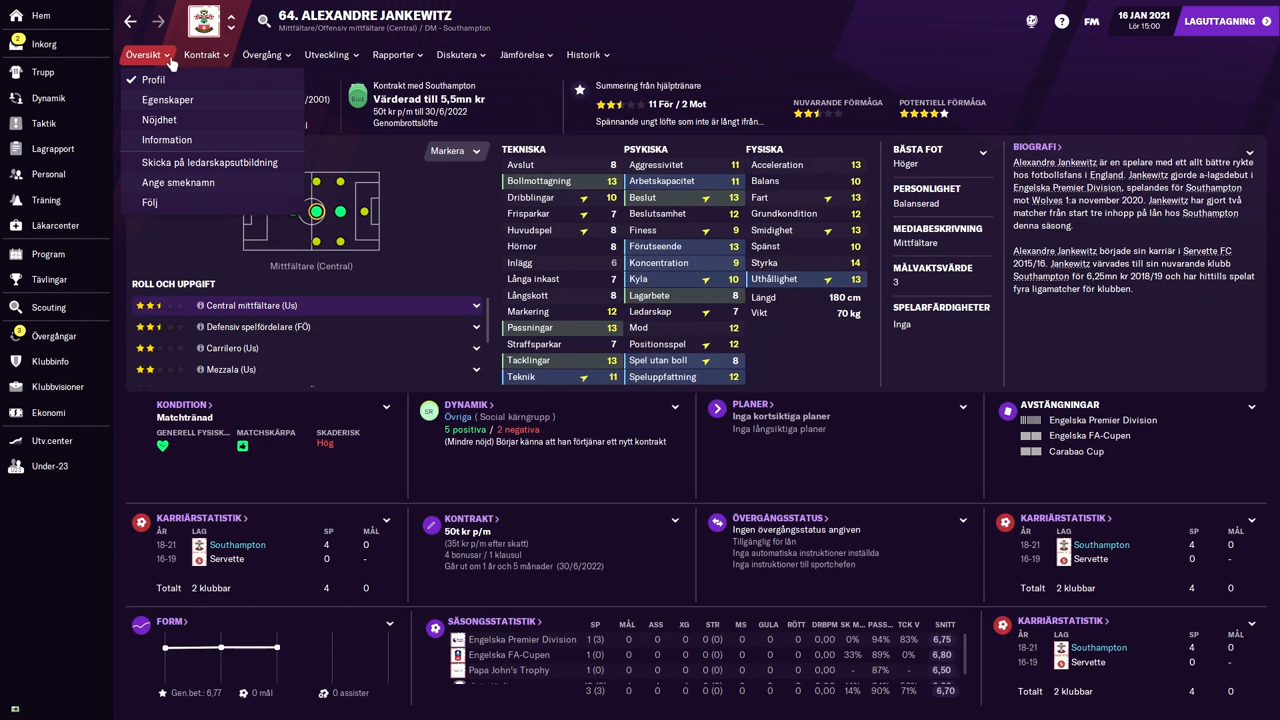 Hem
2
Inkorg
Trupp
Dynamik
Taktik
Lagrapport
Personal
Träning
Läkarcenter
Program
Tävlingar
Scouting
3
Övergångar
Klubbinfo
Klubbvisioner
Ekonomi
Utv.center
Under-23
64. ALEXANDRE JANKEWITZ
Mittfältare/Offensiv mittfältare (Central) / DM - Southampton
FM
16 JAN 2021
Lör 15:00
LAGUTTAGNING
Översikt
Kontrakt
Övergång
Utveckling
Rapporter
Diskutera
Jämförelse
Historik
Profil
Egenskaper
Nöjdhet
Information
Skicka på ledarskapsutbildning
Ange smeknamn
Följ
/2001)
Kontrakt med Southampton
Värderad till 5,5mn kr
50t kr p/m till 30/6/2022
Genombrottslöfte
Summering från hjälptränare
11 För / 2 Mot
Spännande ungt löfte som inte är långt ifrån...
NUVARANDE FÖRMÅGA
POTENTIELL FÖRMÅGA
Markera
Mittfältare (Central)
ROLL OCH UPPGIFT
Central mittfältare (Us)
Defensiv spelfördelare (FÖ)
Carrilero (Us)
Mezzala (Us)
TEKNISKA
Avslut 8
Bollmottagning 13
Dribblingar 10
Frisparkar 7
Huvudspel 8
Hörnor 8
Inlägg 6
Långa inkast 7
Långskott 8
Markering 12
Passningar 13
Straffsparkar 7
Tacklingar 13
Teknik 11
PSYKISKA
Aggressivitet 11
Arbetskapacitet 11
Beslut 13
Beslutsamhet 12
Finess 9
Förutseende 13
Koncentration 9
Kyla 10
Lagarbete 8
Ledarskap 7
Mod 12
Positionsspel 12
Spel utan boll 8
Speluppfattning 12
FYSISKA
Acceleration 13
Balans 10
Fart 13
Grundkondition 12
Smidighet 13
Spänst 10
Styrka 14
Uthållighet 13
Längd 180 cm
Vikt 70 kg
BÄSTA FOT
Höger
PERSONLIGHET
Balanserad
MEDIABESKRIVNING
Mittfältare
MÅLVAKTSVÄRDE
3
SPELARFÄRDIGHETER
Inga
BIOGRAFI
Alexandre Jankewitz är en spelare med ett allt bättre rykte
hos fotbollsfans i England. Jankewitz gjorde a-lagsdebut i
Engelska Premier Division, spelandes för Southampton
mot Wolves 1:a november 2020. Jankewitz har gjort två
matcher från start tre inhopp på lån hos Southampton
denna säsong.
Alexandre Jankewitz började sin karriär i Servette FC
2015/16. Jankewitz värvades till sin nuvarande klubb
Southampton för 6,25mn kr 2018/19 och har hittills spelat
fyra ligamatcher för klubben.
KONDITION
Matchtränad
GENERELL FYSISK...
MATCHSKÄRPA
SKADERISK
Hög
SR
DYNAMIK
Övriga ( Social kärngrupp )
5 positiva / 2 negativa
(Mindre nöjd) Börjar känna att han förtjänar ett nytt kontrakt
PLANER
Inga kortsiktiga planer
Inga långsiktiga planer
AVSTÄNGNINGAR
Engelska Premier Division
Engelska FA-Cupen
Carabao Cup
KARRIÄRSTATISTIK
ÅR LAG SP MÅL
18-21 Southampton 4 0
16-19 Servette 0 -
Totalt 2 klubbar 4 0
KONTRAKT
50t kr p/m
(35t kr p/m efter skatt)
4 bonusar / 1 klausul
Går ut om 1 år och 5 månader (30/6/2022)
ÖVERGÅNGSSTATUS
Ingen övergångsstatus angiven
Tillgänglig för lån
Inga automatiska instruktioner inställda
Inga instruktioner till sportchefen
KARRIÄRSTATISTIK
ÅR LAG SP MÅL
18-21 Southampton 4 0
16-19 Servette 0 -
Totalt 2 klubbar 4 0
FORM
Gen.bet.: 6,77
0 mål
0 assister
SÄSONGSSTATISTIK
SP MÅL ASS XG STR MS GULA RÖTT DRBPM SK M... PASS... TCK V SNITT
Engelska Premier Division 1 (3) 0 0 0 0 (0) 0 0 0 0,00 0% 94% 83% 6,75
Engelska FA-Cupen 1 (0) 0 0 0 0 (0) 0 0 0 0,00 33% 89% 0% 6,80
Papa John's Trophy 1 (0) 0 0 0 0 (0) 0 0 0 0,00 - 87% - 6,50
3 (3) 0 0 0 0 (0) 0 0 0 0,00 14% 90% 71% 6,70
KARRIÄRSTATISTIK
ÅR LAG SP MÅL
18-21 Southampton 4 0
16-19 Servette 0 -
Totalt 2 klubbar 4 0